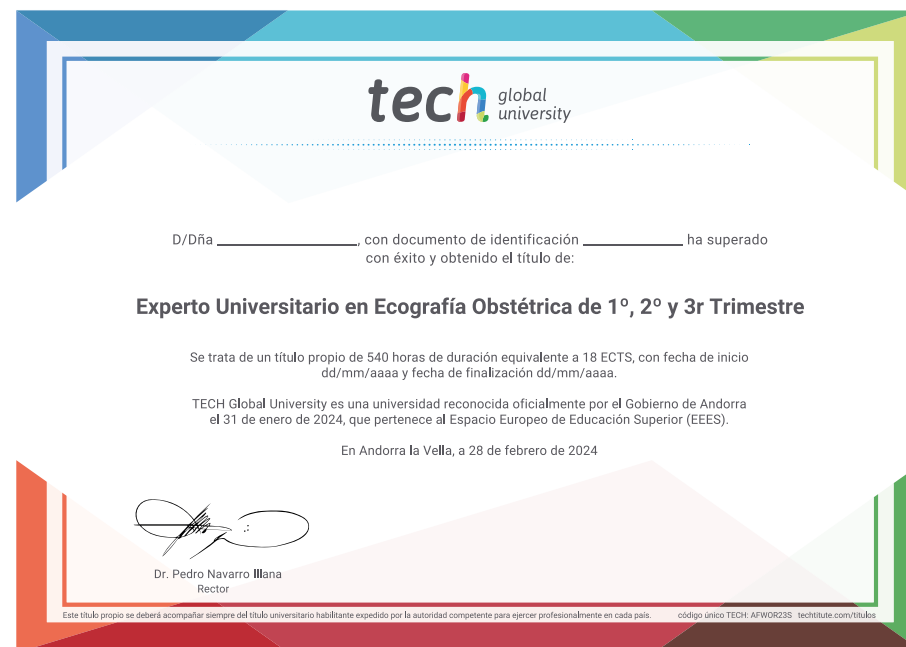 tech global university
D/Dña ____________, con documento de identificación ____________ ha superado
con éxito y obtenido el título de:
Experto Universitario en Ecografía Obstétrica de 1º, 2º y 3r Trimestre
Se trata de un título propio de 540 horas de duración equivalente a 18 ECTS, con fecha de inicio
dd/mm/aaaa y fecha de finalización dd/mm/aaaa.
TECH Global University es una universidad reconocida oficialmente por el Gobierno de Andorra
el 31 de enero de 2024, que pertenece al Espacio Europeo de Educación Superior (EEES).
En Andorra la Vella, a 28 de febrero de 2024
Dr. Pedro Navarro Illana
Rector
Este título propio se deberá acompañar siempre del título universitario habilitante expedido por la autoridad competente para ejercer profesionalmente en cada país. código único TECH: AFWOR23S techtitute.com/titulos